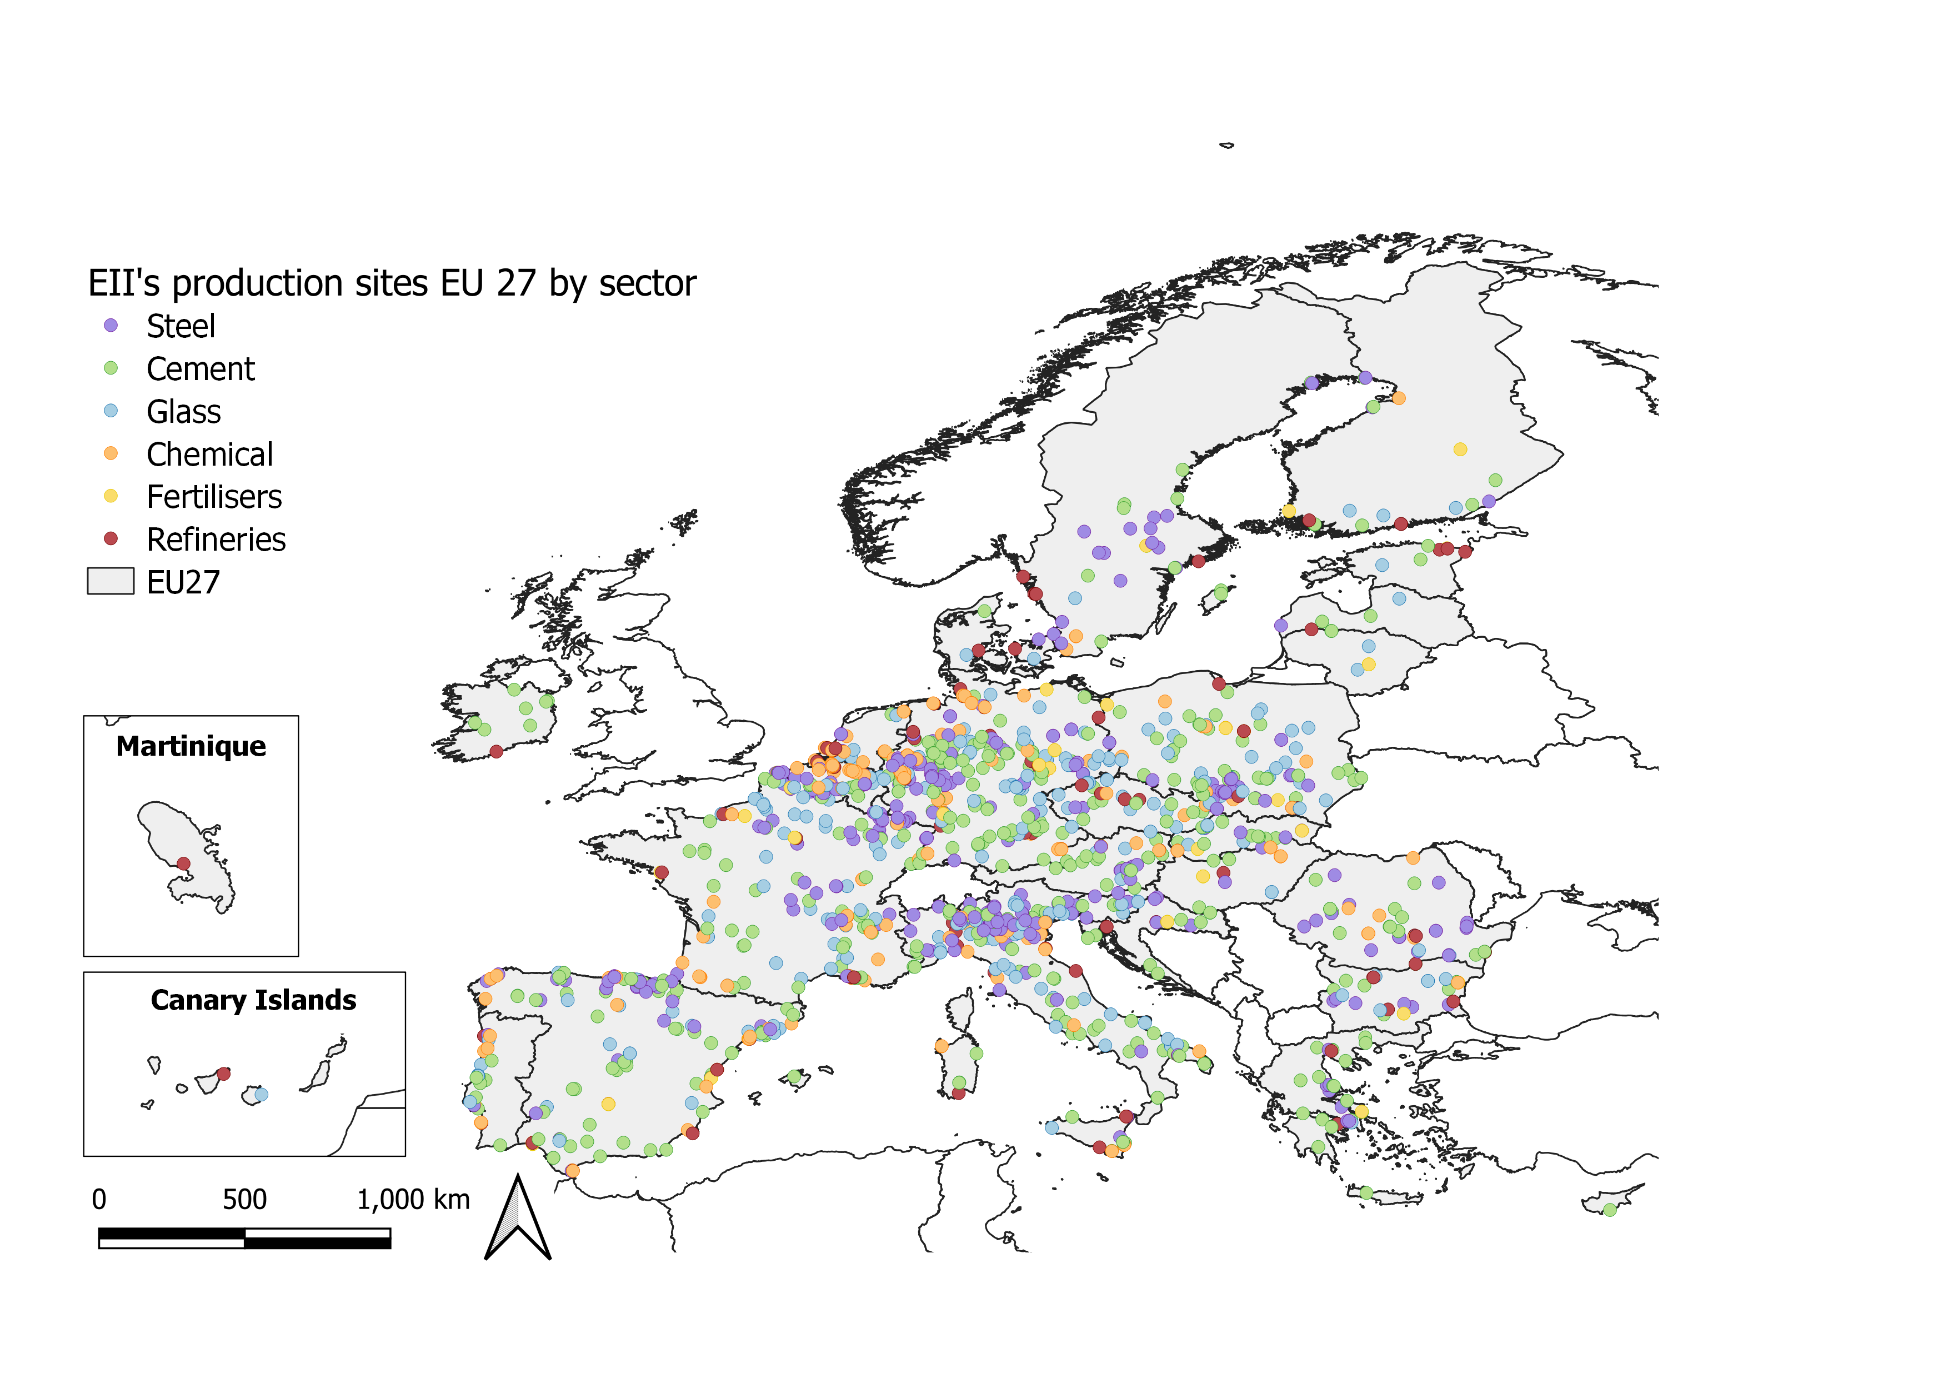 EII's production sites EU 27 by sector
Steel
Cement
Glass
Chemical
Fertilisers
Refineries
EU27
Martinique
Canary Islands
0 500 1,000 km